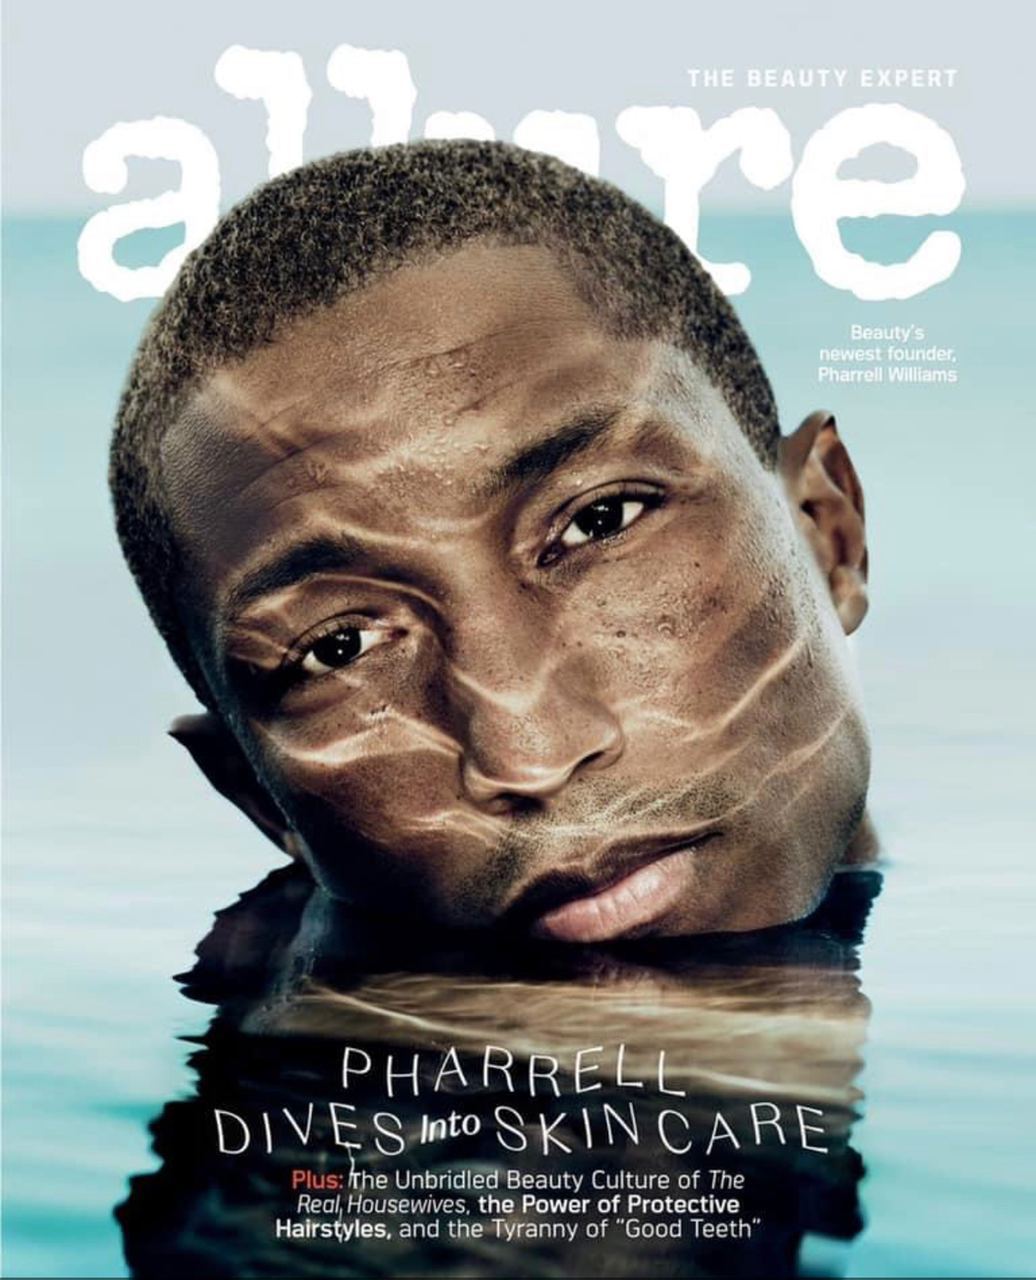 THE BEAUTY EXPERT
allure
Beauty's
newest founder,
Pharrell Williams
PHARRELL
DIVES Into SKINCARE
Plus: The Unbridled Beauty Culture of The
Real Housewives, the Power of Protective
Hairstyles, and the Tyranny of “Good Teeth”